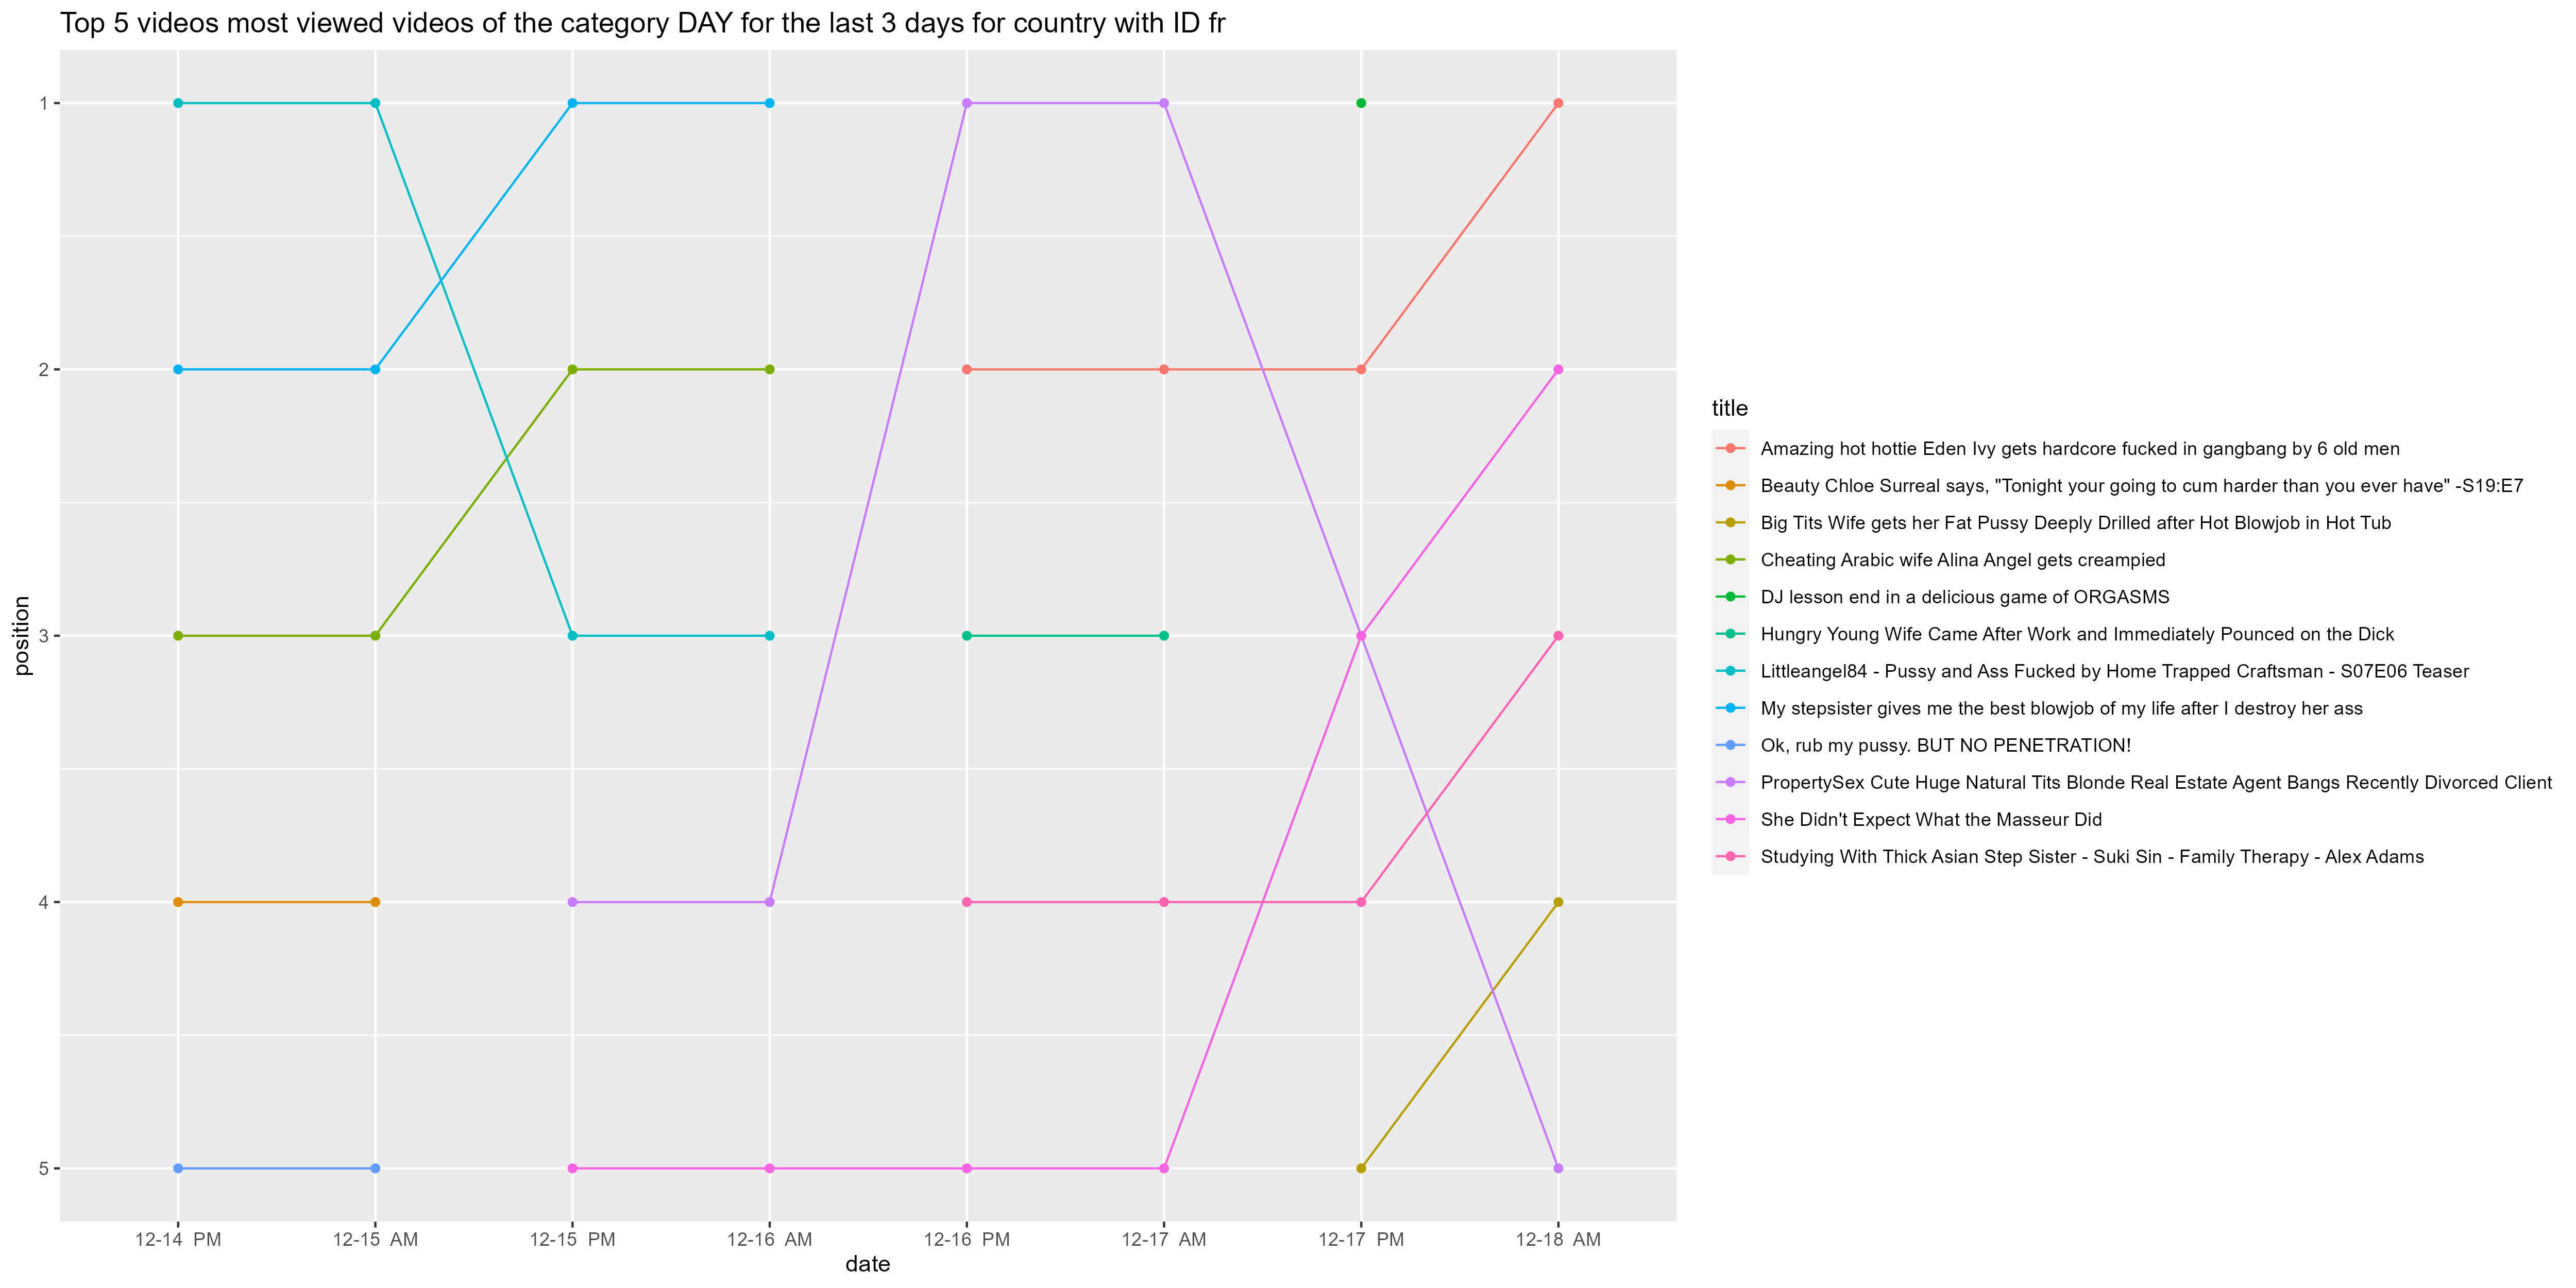 Top 5 videos most viewed videos of the category DAY for the last 3 days for country with ID fr
position
1
2
3
4
5
12-14 PM
12-15 AM
12-15 PM
12-16 AM
12-16 PM
12-17 AM
12-17 PM
12-18 AM
date
title
Amazing hot hottie Eden Ivy gets hardcore fucked in gangbang by 6 old men
Beauty Chloe Surreal says, "Tonight your going to cum harder than you ever have" -S19:E7
Big Tits Wife gets her Fat Pussy Deeply Drilled after Hot Blowjob in Hot Tub
Cheating Arabic wife Alina Angel gets creampied
DJ lesson end in a delicious game of ORGASMS
Hungry Young Wife Came After Work and Immediately Pounced on the Dick
Littleangel84 - Pussy and Ass Fucked by Home Trapped Craftsman - S07E06 Teaser
My stepsister gives me the best blowjob of my life after I destroy her ass
Ok, rub my pussy. BUT NO PENETRATION!
PropertySex Cute Huge Natural Tits Blonde Real Estate Agent Bangs Recently Divorced Client
She Didn't Expect What the Masseur Did
Studying With Thick Asian Step Sister - Suki Sin - Family Therapy - Alex Adams